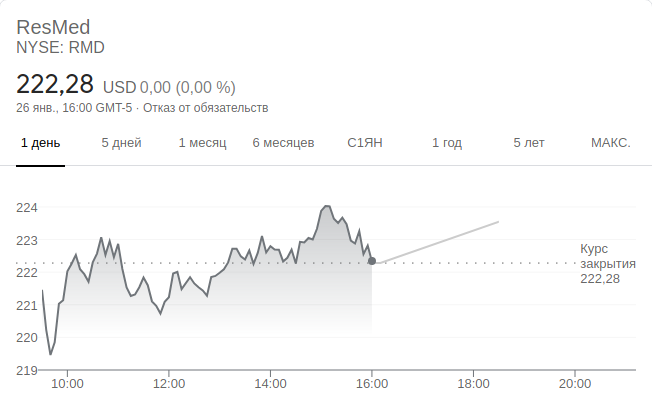 ResMed
NYSE: RMD
222,28 USD 0,00 (0,00 %)
26 янв., 16:00 GMT-5 · Отказ от обязательств
1 день 5 дней 1 месяц 6 месяцев С1ЯН 1 год 5 лет МАКС.
224
223
222
221
220
219
Курс
закрытия
222,28
10:00 12:00 14:00 16:00 18:00 20:00